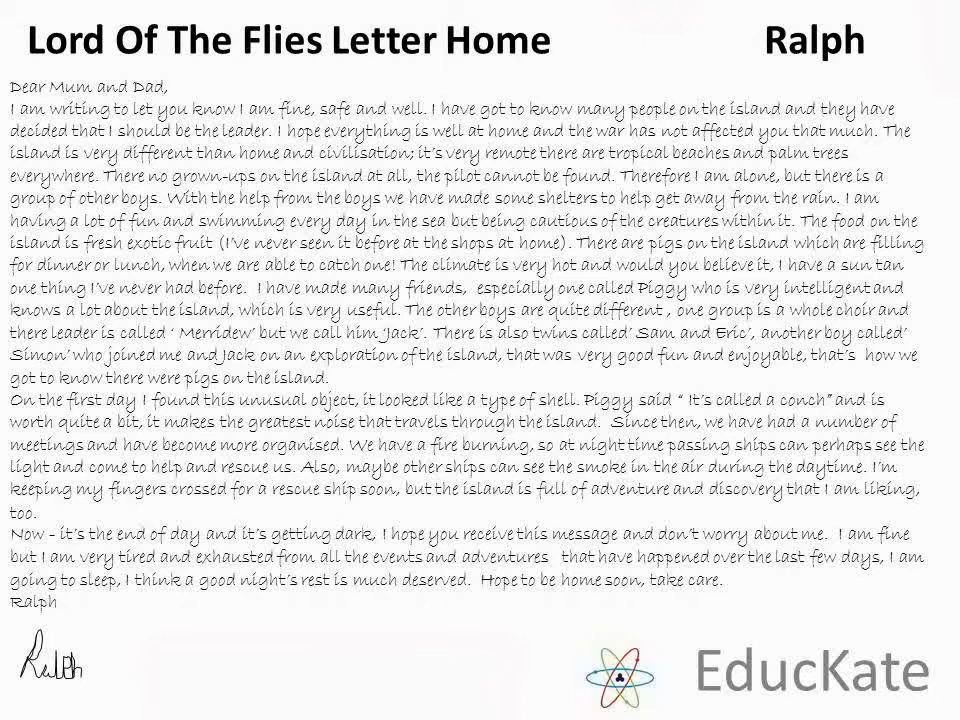 Lord Of The Flies Letter Home Ralph
Dear Mum and Dad,
I am writing to let you know I am fine, safe and well. I have got to know many people on the island and they have
decided that I should be the leader. I hope everything is well at home and the war has not affected you that much. The
island is very different than home and civilisation; it's very remote there are tropical beaches and palm trees
everywhere. There no grown-ups on the island at all, the pilot cannot be found. Therefore I am alone, but there is a
group of other boys. With the help from the boys we have made some shelters to help get away from the rain. I am
having a lot of fun and swimming every day in the sea but being cautious of the creatures within it. The food on the
island is fresh exotic fruit (I've never seen it before at the shops at home). There are pigs on the island which are filling
for dinner or lunch, when we are able to catch one! The climate is very hot and would you believe it, I have a sun tan
one thing I've never had before. I have made many friends, especially one called Piggy who is very intelligent and
knows a lot about the island, which is very useful. The other boys are quite different , one group is a whole choir and
there leader is called ' Merridew' but we call him 'Jack'. There is also twins called' Sam and Eric', another boy called'
Simon' who joined me and Jack on an exploration of the island, that was very good fun and enjoyable, that's how we
got to know there were pigs on the island.
On the first day I found this unusual object, it looked like a type of shell. Piggy said " It's called a conch" and is
worth quite a bit, it makes the greatest noise that travels through the island. Since then, we have had a number of
meetings and have become more organised. We have a fire burning, so at night time passing ships can perhaps see the
light and come to help and rescue us. Also, maybe other ships can see the smoke in the air during the daytime. I'm
keeping my fingers crossed for a rescue ship soon, but the island is full of adventure and discovery that I am liking,
too.
Now - it's the end of day and it's getting dark, I hope you receive this message and don't worry about me. I am fine
but I am very tired and exhausted from all the events and adventures that have happened over the last few days, I am
going to sleep, I think a good night's rest is much deserved. Hope to be home soon, take care.
Ralph
Ralph
EducKate